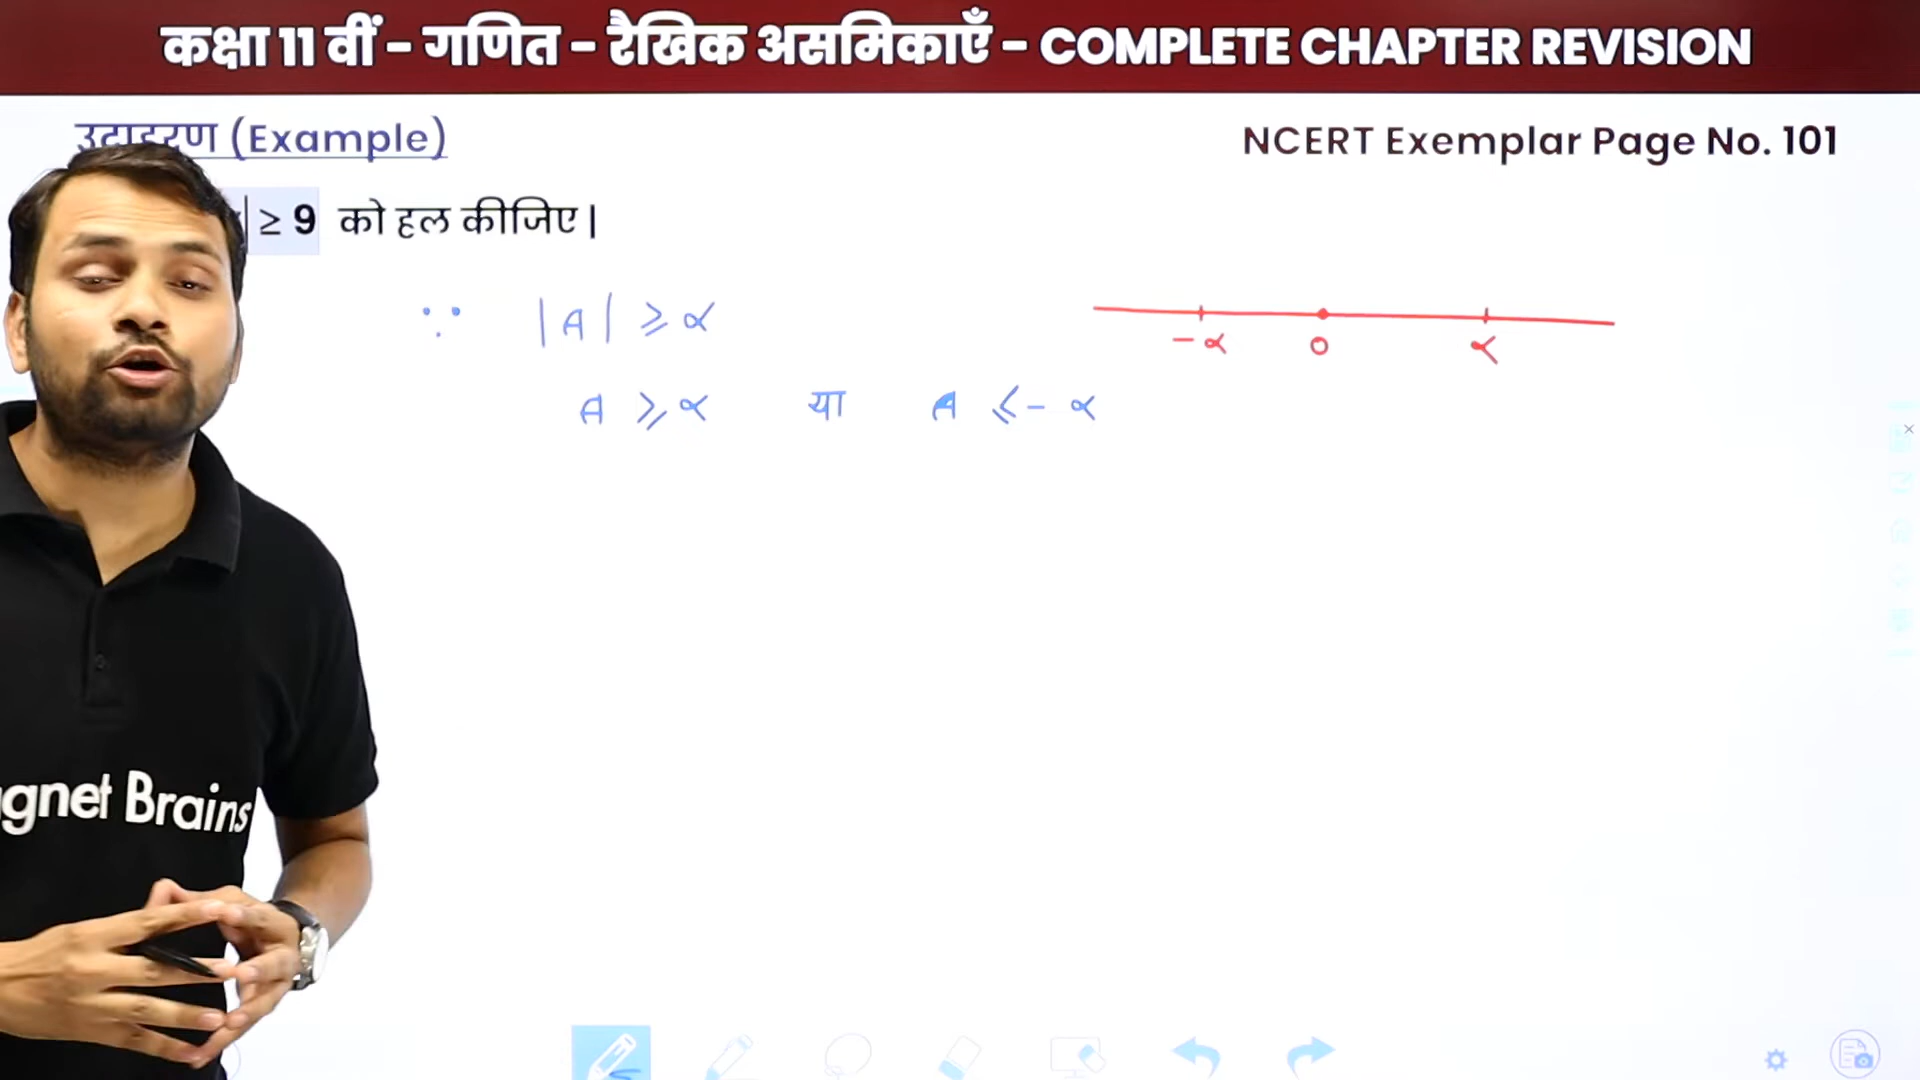 कक्षा 11 वीं – गणित – रैखिक असमिकाएँ – COMPLETE CHAPTER REVISION
उदाहरण (Example)
NCERT Exemplar Page No. 101
| ≥ 9 को हल कीजिए |
∵ |A| ≥ α
-α 0 α
A ≥ α या A ≤ - α
gnet Brains